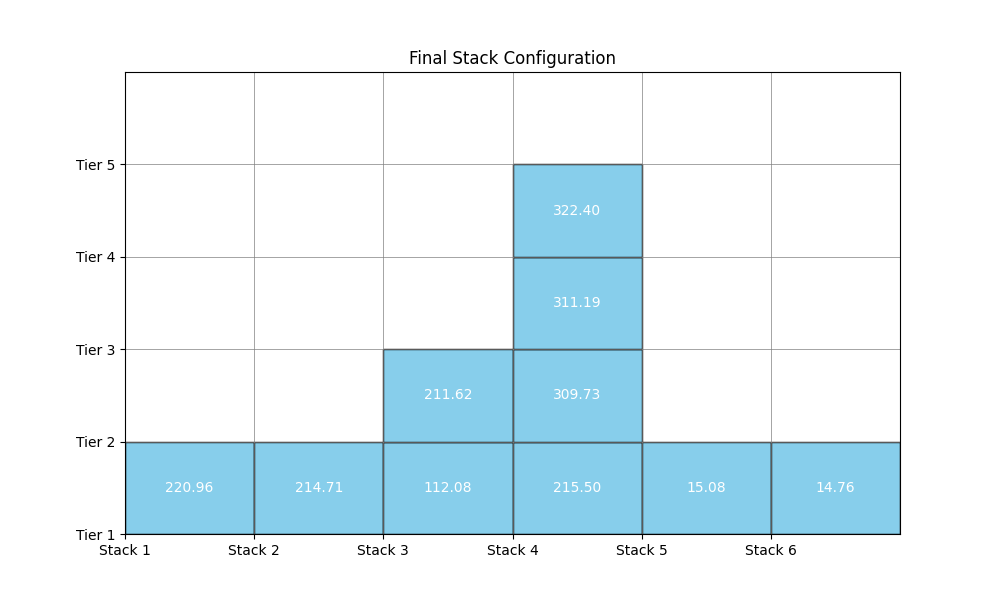 Final Stack Configuration
Tier 5
322.40
Tier 4
311.19
Tier 3
211.62 309.73
Tier 2
220.96 214.71 112.08 215.50 15.08 14.76
Tier 1
Stack 1 Stack 2 Stack 3 Stack 4 Stack 5 Stack 6